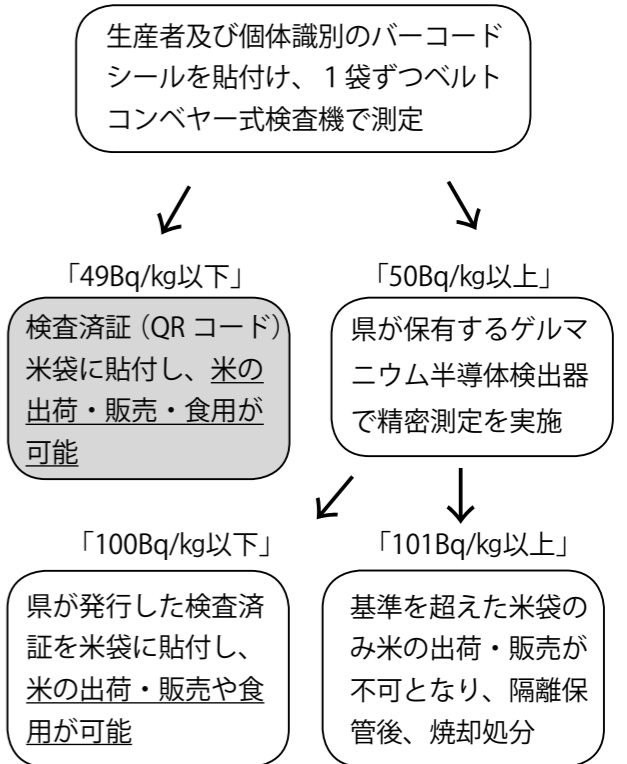 生産者及び個体識別のバーコード
シールを貼付け、１袋ずつベルト
コンベヤー式検査機で測定
「49Bq/kg以下」
検査済証（QR コード）
米袋に貼付し、米の
出荷・販売・食用が
可能
「50Bq/kg以上」
県が保有するゲルマ
ニウム半導体検出器
で精密測定を実施
「100Bq/kg以下」
県が発行した検査済
証を米袋に貼付し、
米の出荷・販売や食
用が可能
「101Bq/kg以上」
基準を超えた米袋の
み米の出荷・販売が
不可となり、隔離保
管後、焼却処分